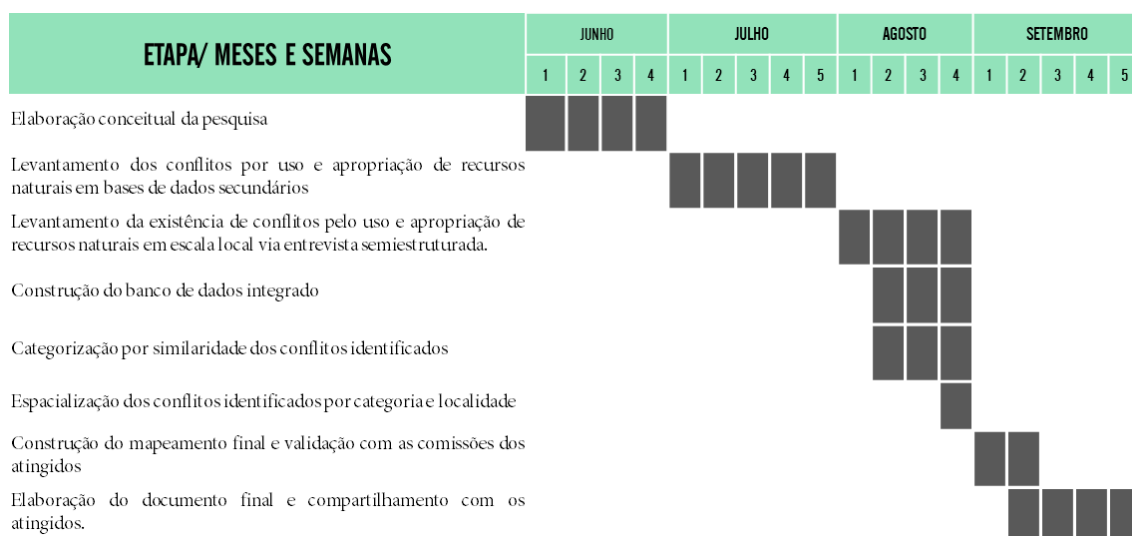 ETAPA/ MESES E SEMANAS
JUNHO JULHO AGOSTO SETEMBRO
1 2 3 4 1 2 3 4 5 1 2 3 4 1 2 3 4 5
Elaboração conceitual da pesquisa
Levantamento dos conflitos por uso e apropriação de recursos
naturais em bases de dados secundários
Levantamento da existência de conflitos pelo uso e apropriação de
recursos naturais em escala local via entrevista semiestruturada.
Construção do banco de dados integrado
Categorização por similaridade dos conflitos identificados
Espacialização dos conflitos identificados por categoria e localidade
Construção do mapeamento final e validação com as comissões dos
atingidos
Elaboração do documento final e compartilhamento com os
atingidos.